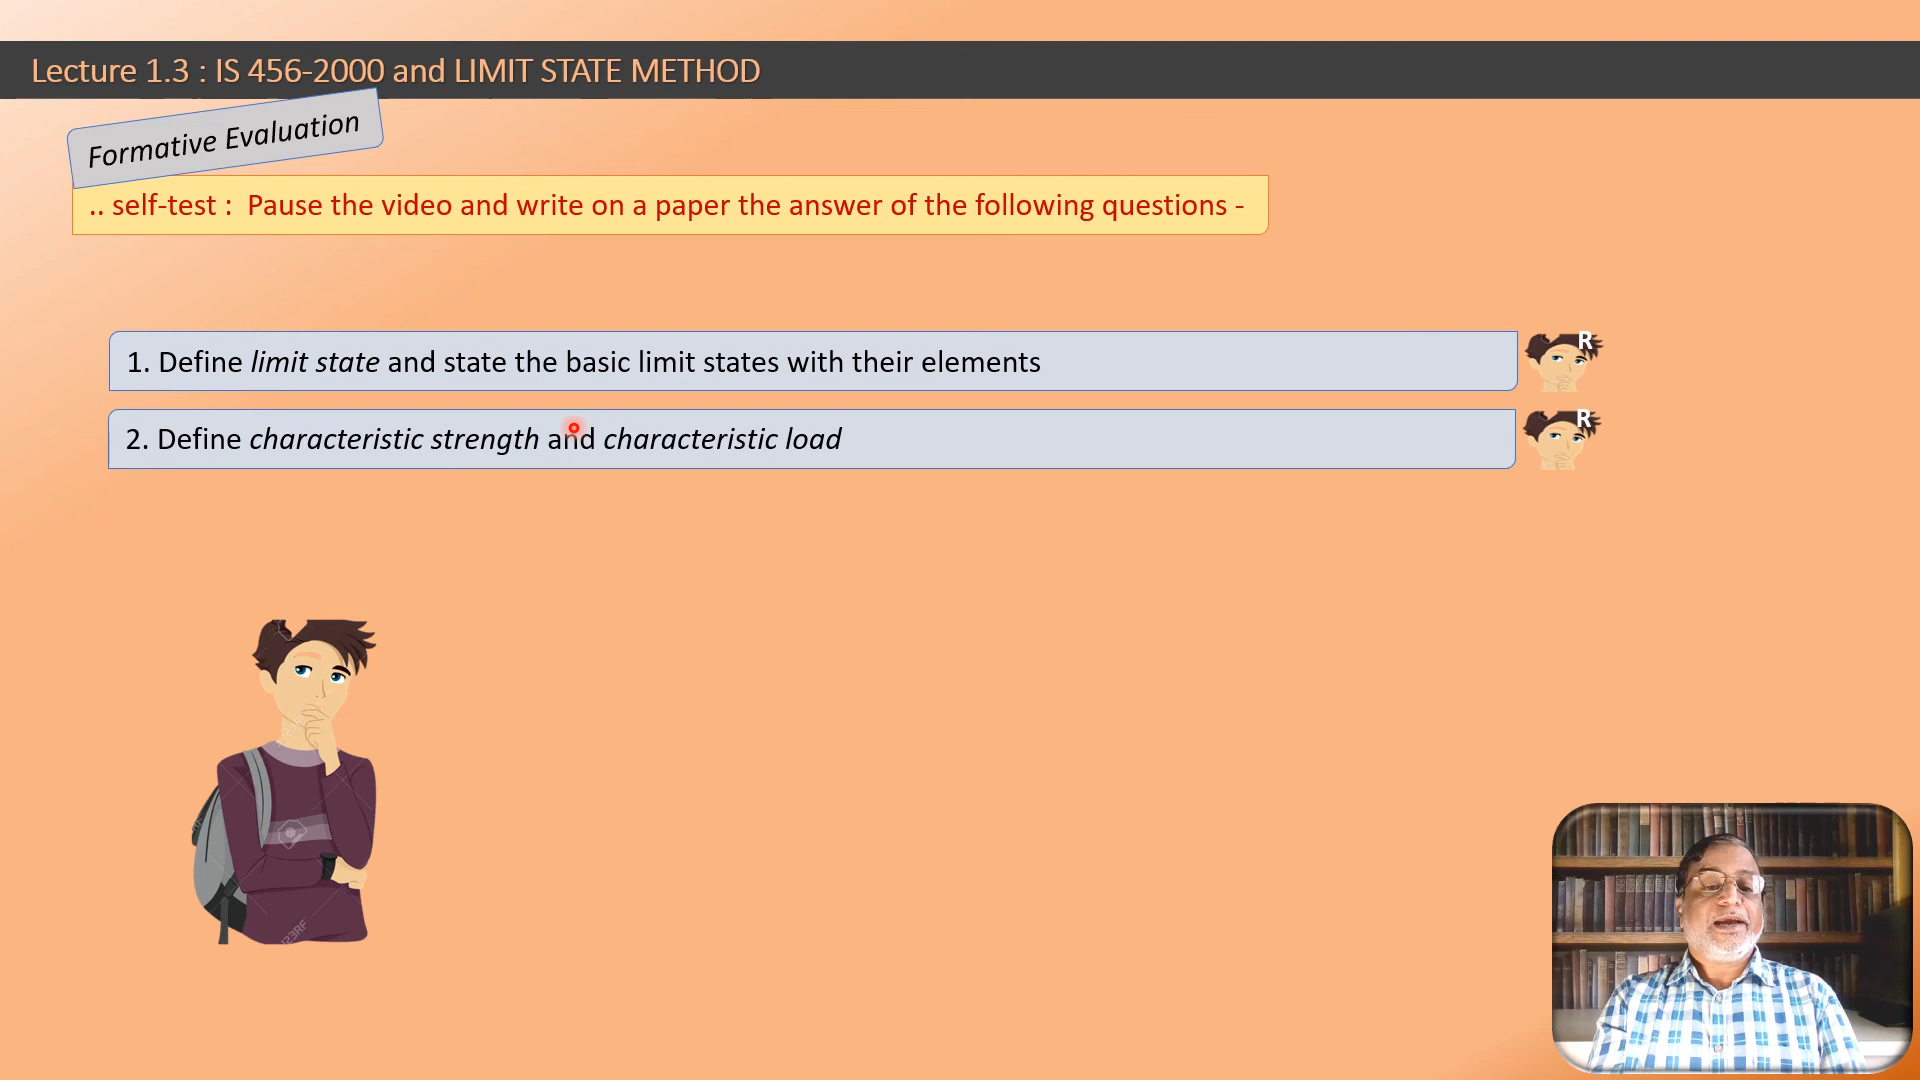 Lecture 1.3 : IS 456-2000 and LIMIT STATE METHOD
Formative Evaluation
.. self-test :  Pause the video and write on a paper the answer of the following questions -
1. Define limit state and state the basic limit states with their elements
R
2. Define characteristic strength and characteristic load
R
123RF